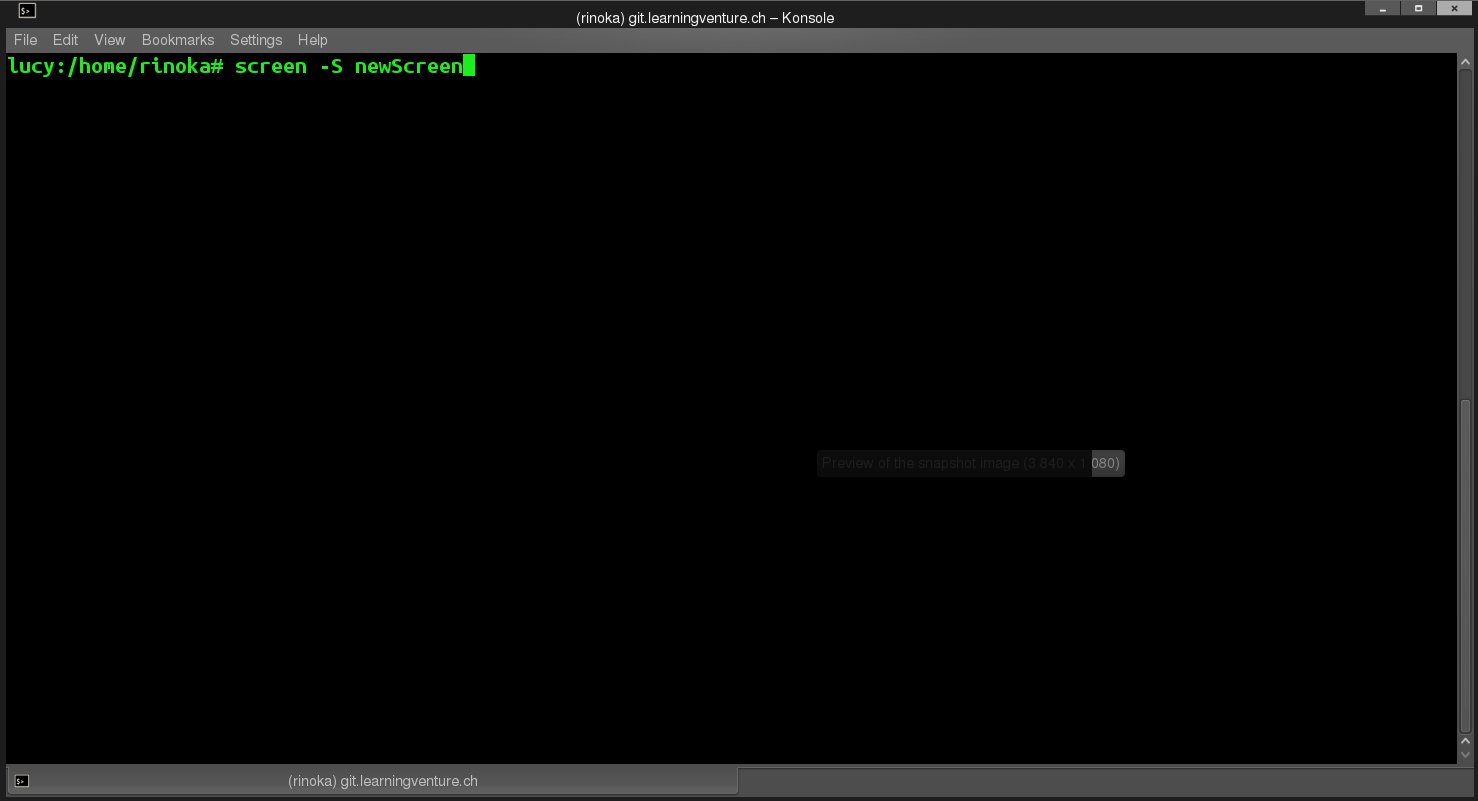 (rinoka) git.learningventure.ch – Konsole
File Edit View Bookmarks Settings Help
lucy:/home/rinoka# screen -S newScreen
Preview of the snapshot image (3 840 x 1 080)
(rinoka) git.learningventure.ch